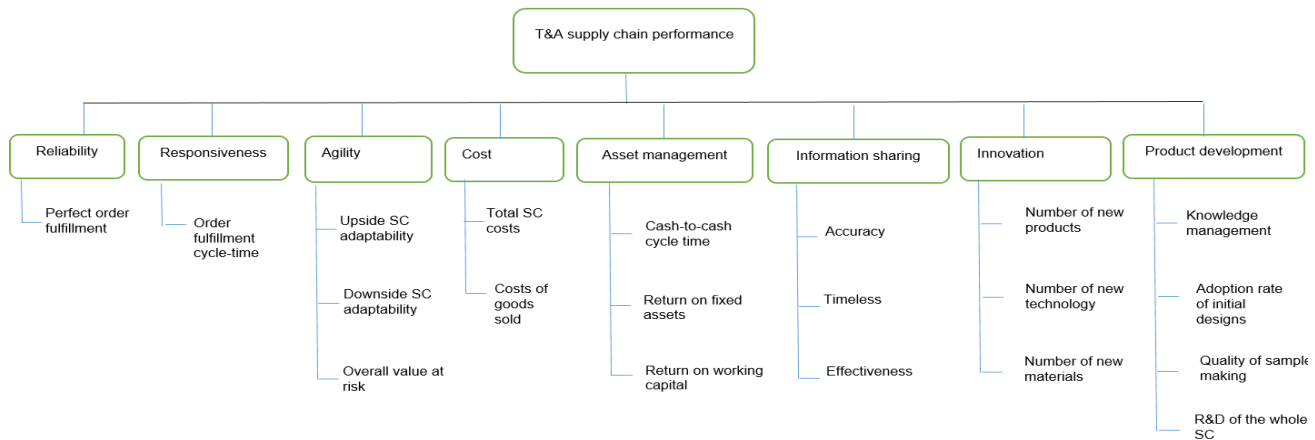 T&A supply chain performance
Reliability
Responsiveness
Agility
Cost
Asset management
Information sharing
Innovation
Product development
Perfect order
fulfillment
Order
fulfillment
cycle-time
Upside SC
adaptability
Downside SC
adaptability
Overall value at
risk
Total SC
costs
Costs of
goods
sold
Cash-to-cash
cycle time
Return on fixed
assets
Return on working
capital
Accuracy
Timeless
Effectiveness
Number of new
products
Number of new
technology
Number of new
materials
Knowledge
management
Adoption rate
of initial
designs
Quality of sample
making
R&D of the whole
SC